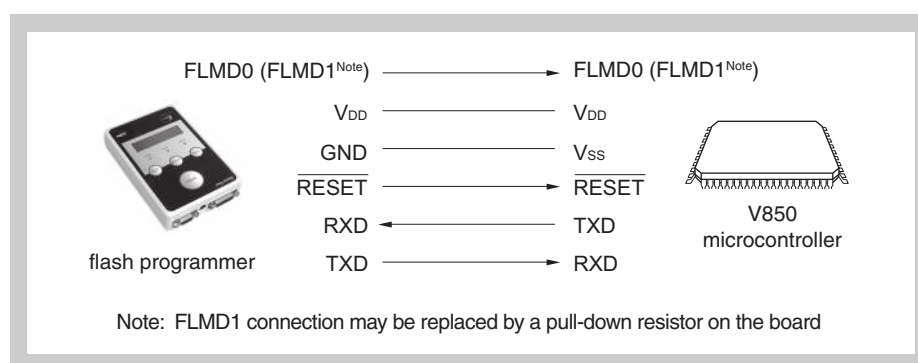 FLMD0 (FLMD1Note) FLMD0 (FLMD1Note)
VDD VDD
GND VSS
RESET RESET
RXD TXD
TXD RXD
flash programmer
V850
microcontroller
Note: FLMD1 connection may be replaced by a pull-down resistor on the board